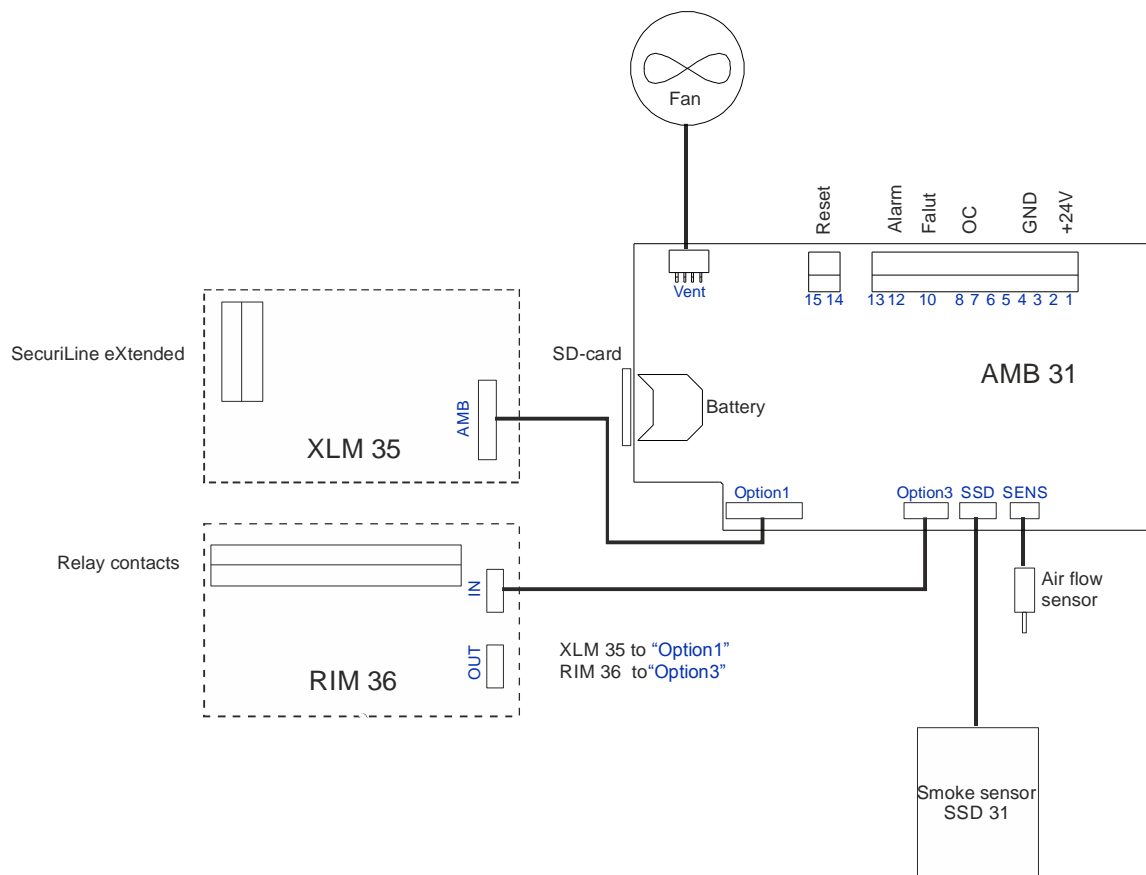 Fan
Reset
Alarm
Falut
OC
GND
+24V
Vent
15 14
13 12 10 8 7 6 5 4 3 2 1
SecuriLine eXtended
SD-card
AMB 31
AMB
Battery
XLM 35
Option1
Option3 SSD SENS
Relay contacts
IN
Air flow
sensor
OUT
XLM 35 to “Option1”
RIM 36 to“Option3”
RIM 36
Smoke sensor
SSD 31